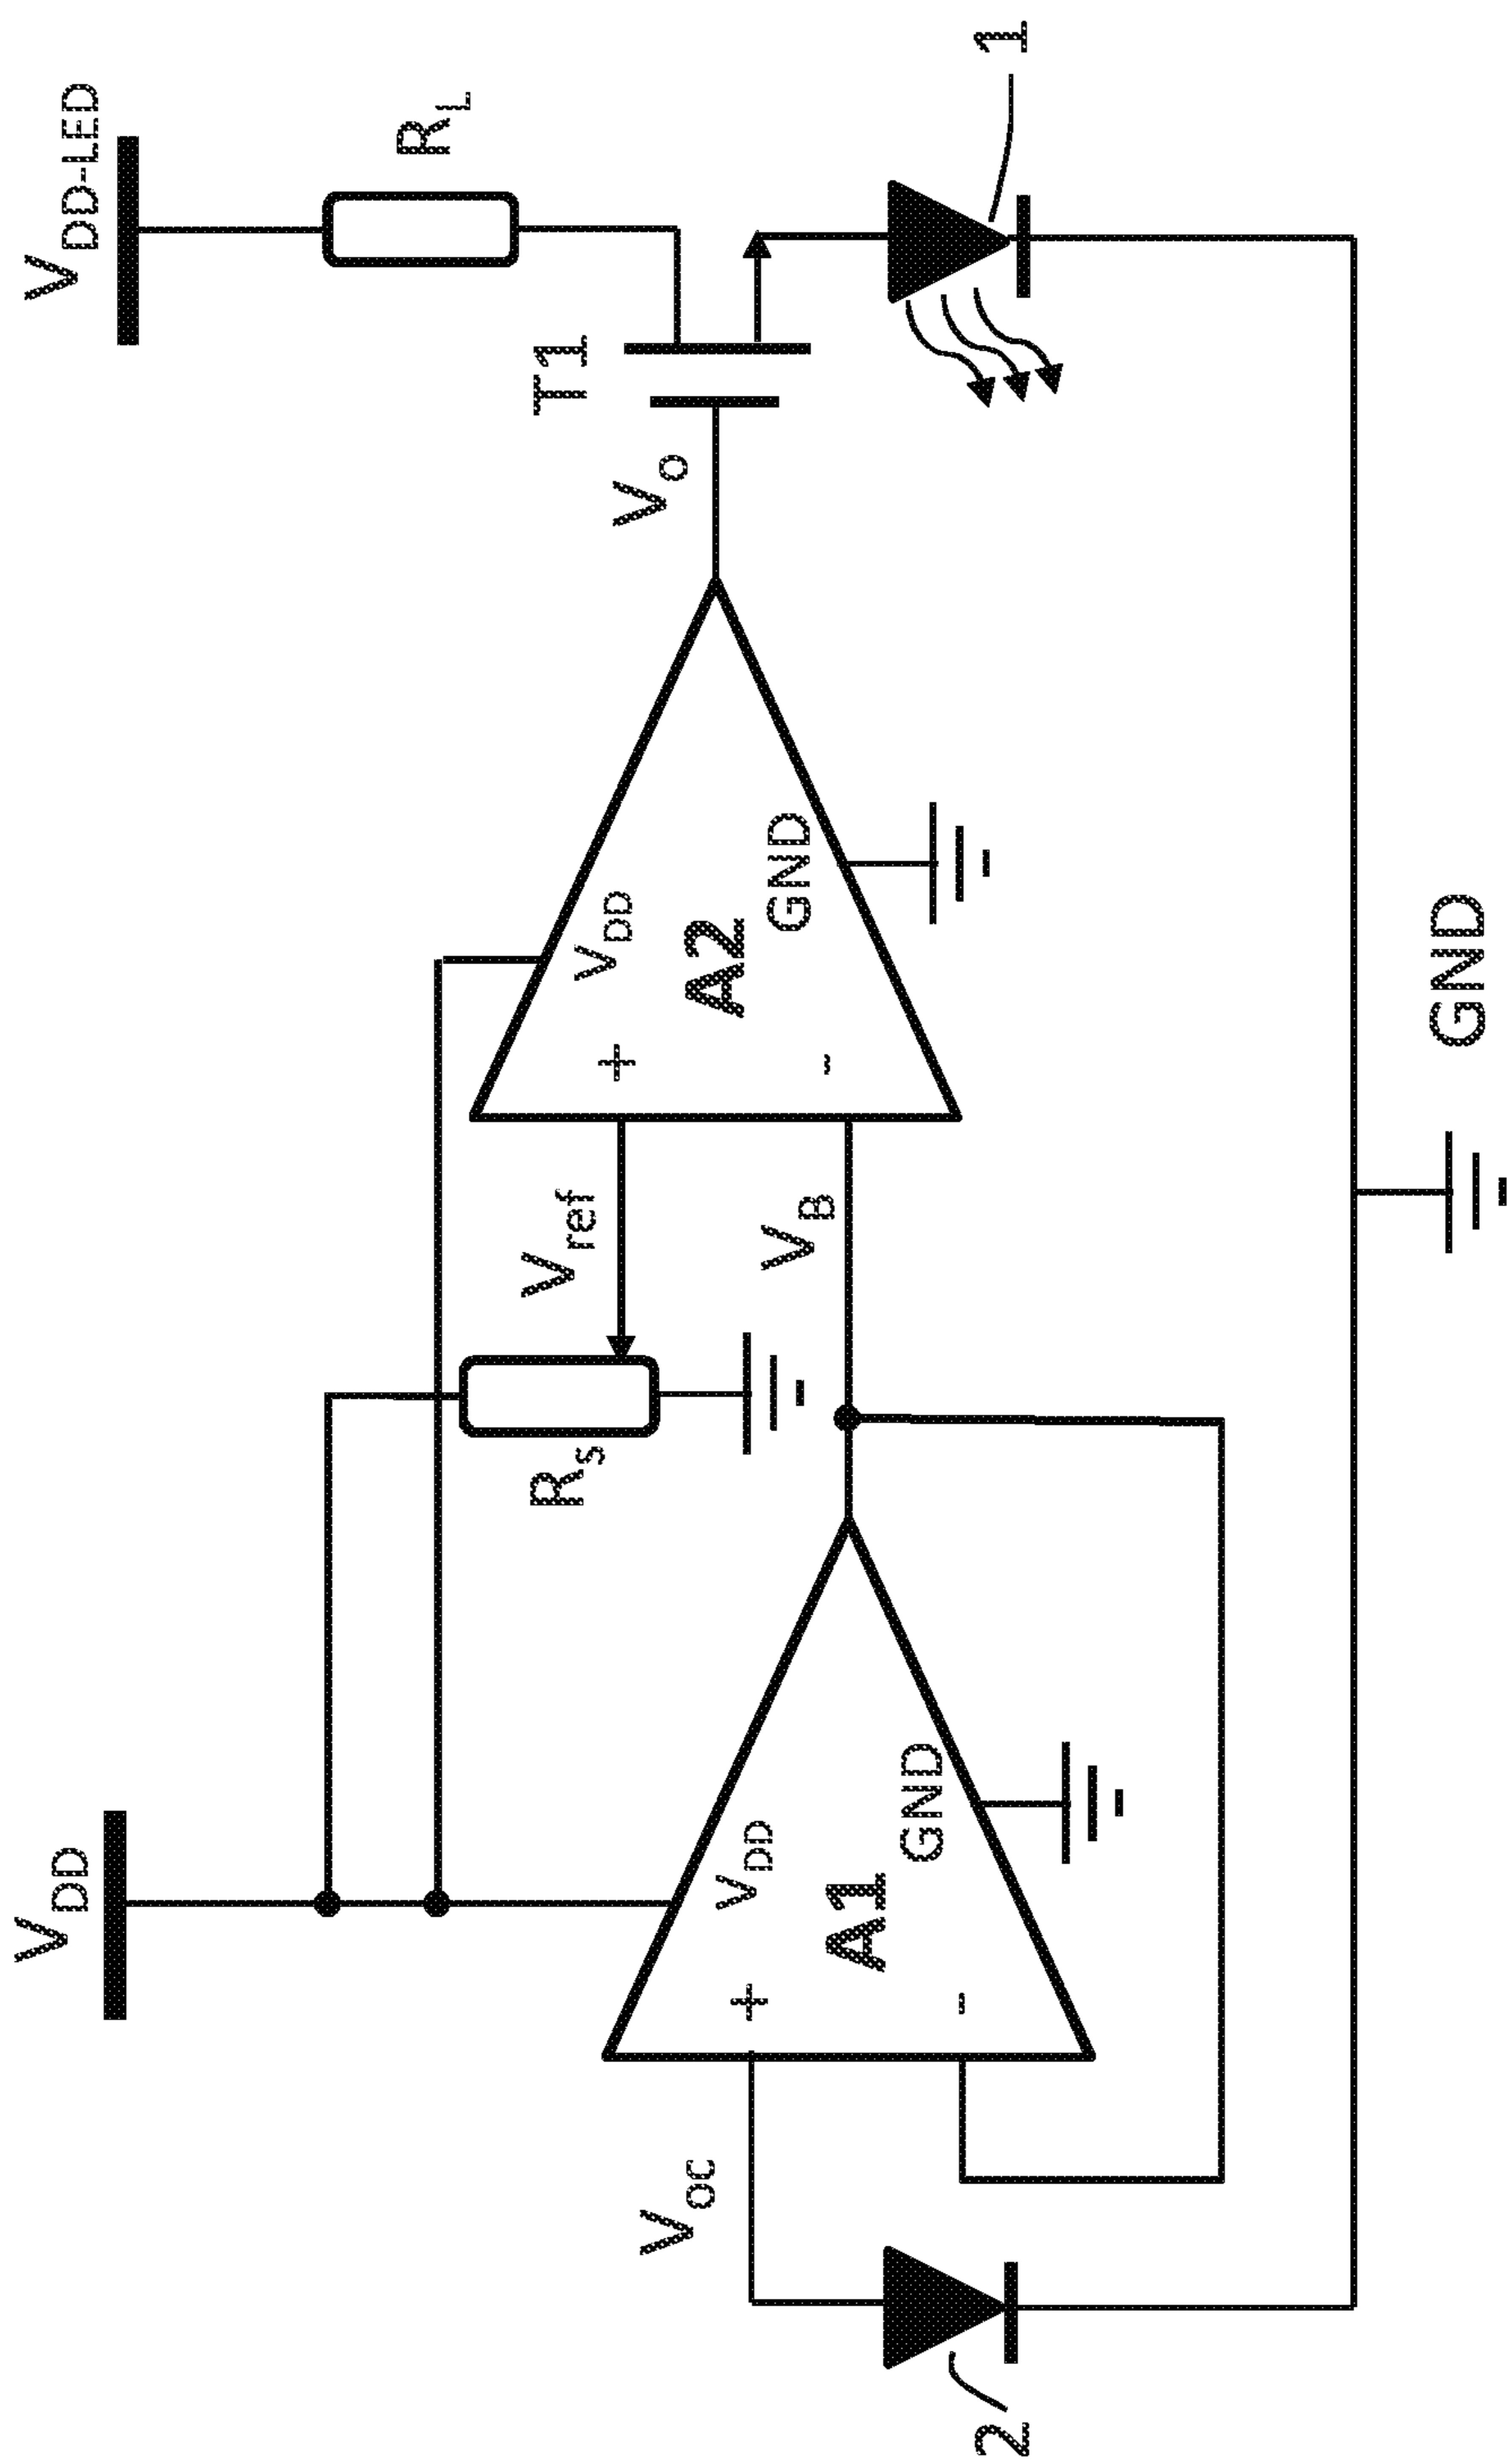 V_DD
V_DD-LED
R_L
T1
V_O
R_s
V_ref
V_DD
+
A2
GND
-
V_B
V_OC
V_DD
+
A1
GND
-
1
2
GND